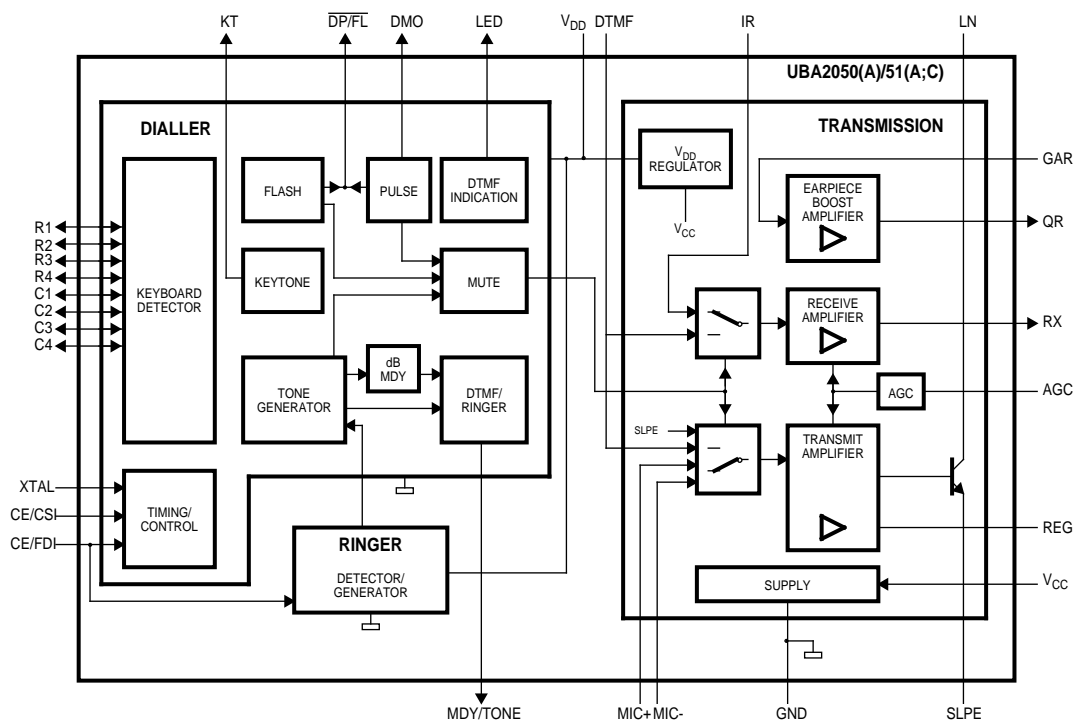 KT
DP/FL
DMO
LED
VDD
DTMF
IR
LN
UBA2050(A)/51(A;C)
DIALLER
TRANSMISSION
KEYBOARD
DETECTOR
FLASH
PULSE
DTMF
INDICATION
VDD
REGULATOR
VCC
EARPIECE
BOOST
AMPLIFIER
GAR
QR
R1
R2
R3
R4
C1
C2
C3
C4
KEYTONE
MUTE
RECEIVE
AMPLIFIER
RX
TONE
GENERATOR
dB
MDY
DTMF/
RINGER
AGC
AGC
SLPE
TRANSMIT
AMPLIFIER
XTAL
CE/CSI
CE/FDI
TIMING/
CONTROL
REG
RINGER
DETECTOR/
GENERATOR
SUPPLY
VCC
MDY/TONE
MIC+
MIC-
GND
SLPE